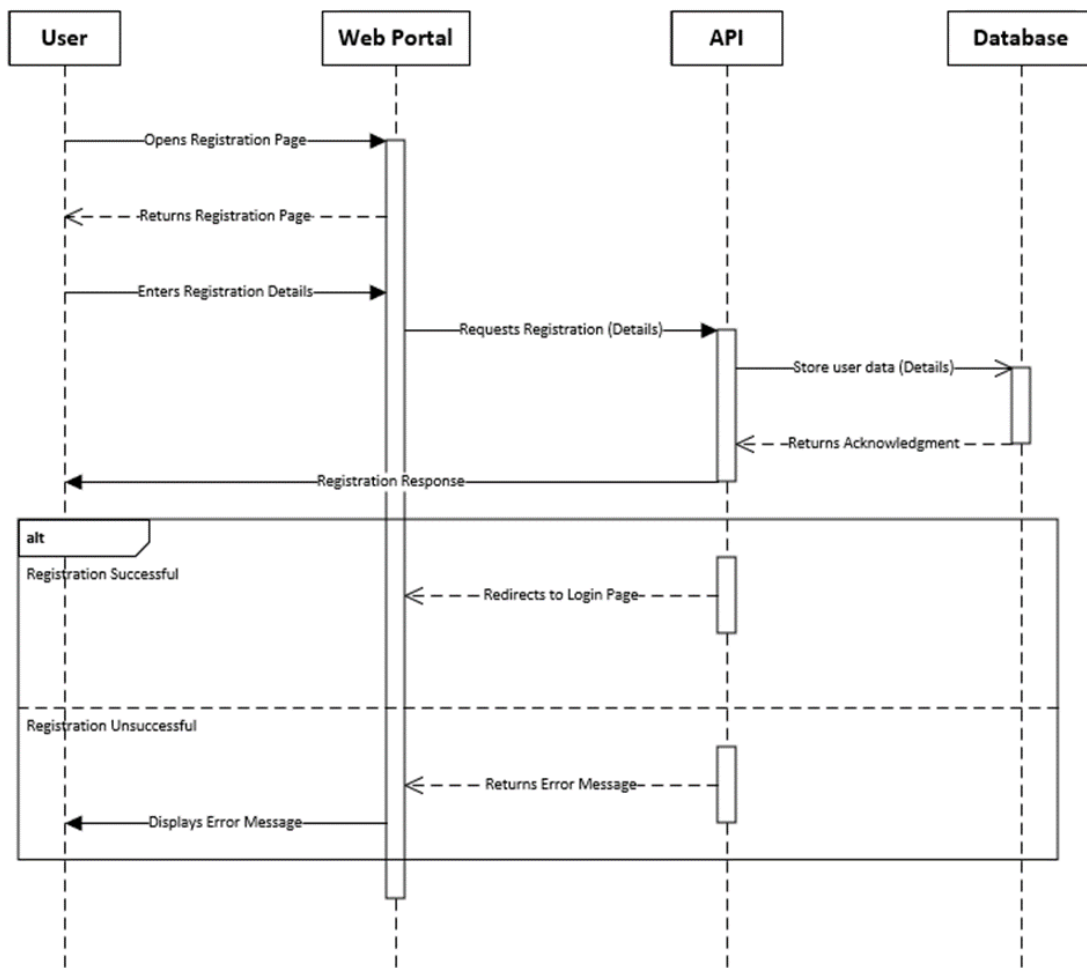 User
Web Portal
API
Database
Opens Registration Page
Returns Registration Page
Enters Registration Details
Requests Registration (Details)
Store user data (Details)
Returns Acknowledgment
Registration Response
alt
Registration Successful
Redirects to Login Page
Registration Unsuccessful
Returns Error Message
Displays Error Message